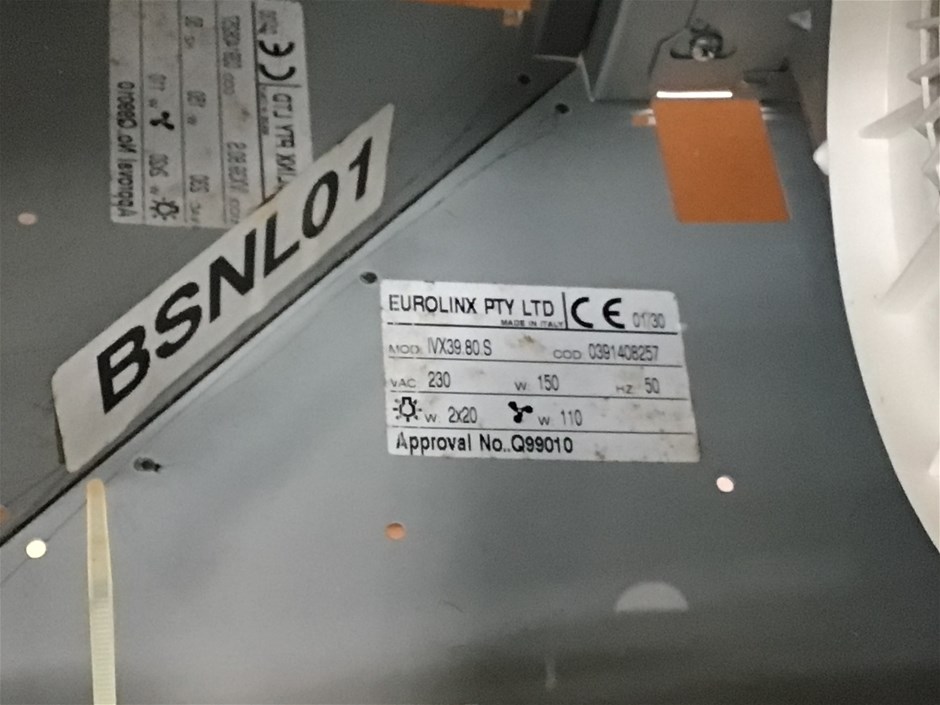 BSNL01
EUROLINX PTY LTD CE 01/30
MADE IN ITALY
MOD: IVX39.80.S COD: 0391408257
VAC: 230 W: 150 HZ: 50
W: 2x20 W: 110
Approval No..Q99010